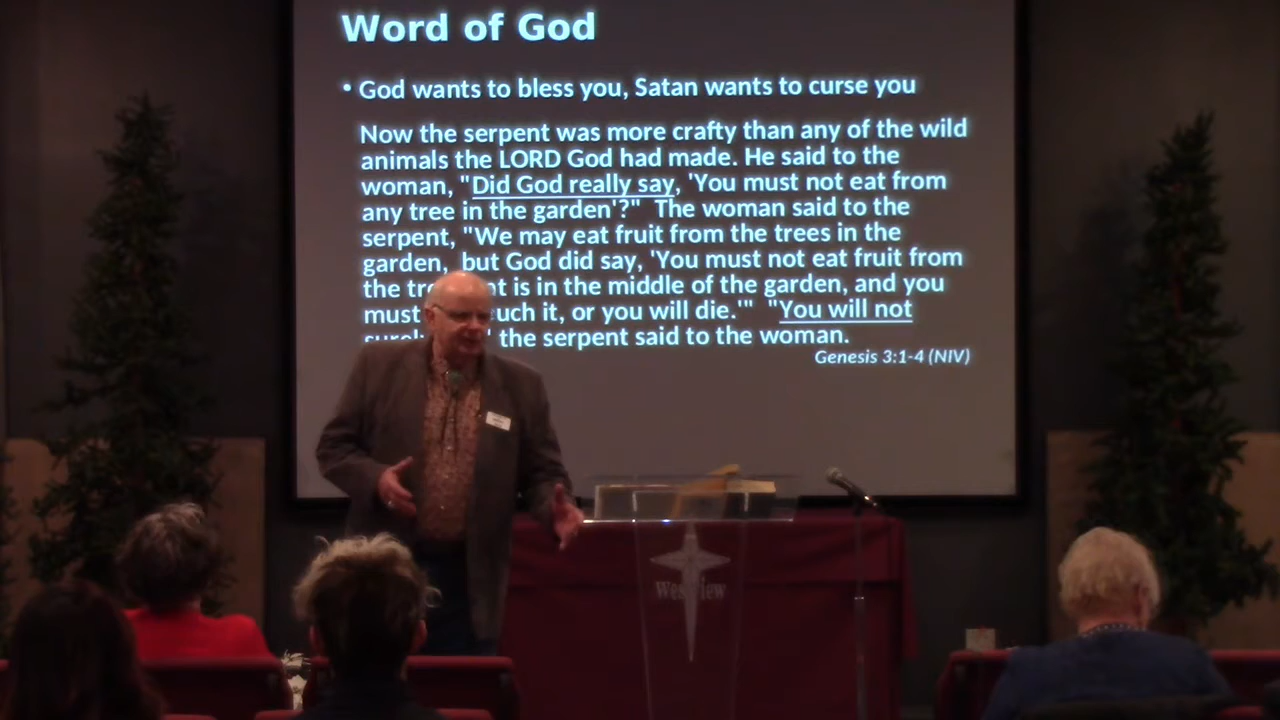 Word of God
• God wants to bless you, Satan wants to curse you
Now the serpent was more crafty than any of the wild
animals the LORD God had made. He said to the
woman, "Did God really say, 'You must not eat from
any tree in the garden'?" The woman said to the
serpent, "We may eat fruit from the trees in the
garden, but God did say, 'You must not eat fruit from
the is in the middle of the garden, and you
must it, or you will die.'" "You will not
the serpent said to the woman.
Genesis 3:1-4 (NIV)
Westview